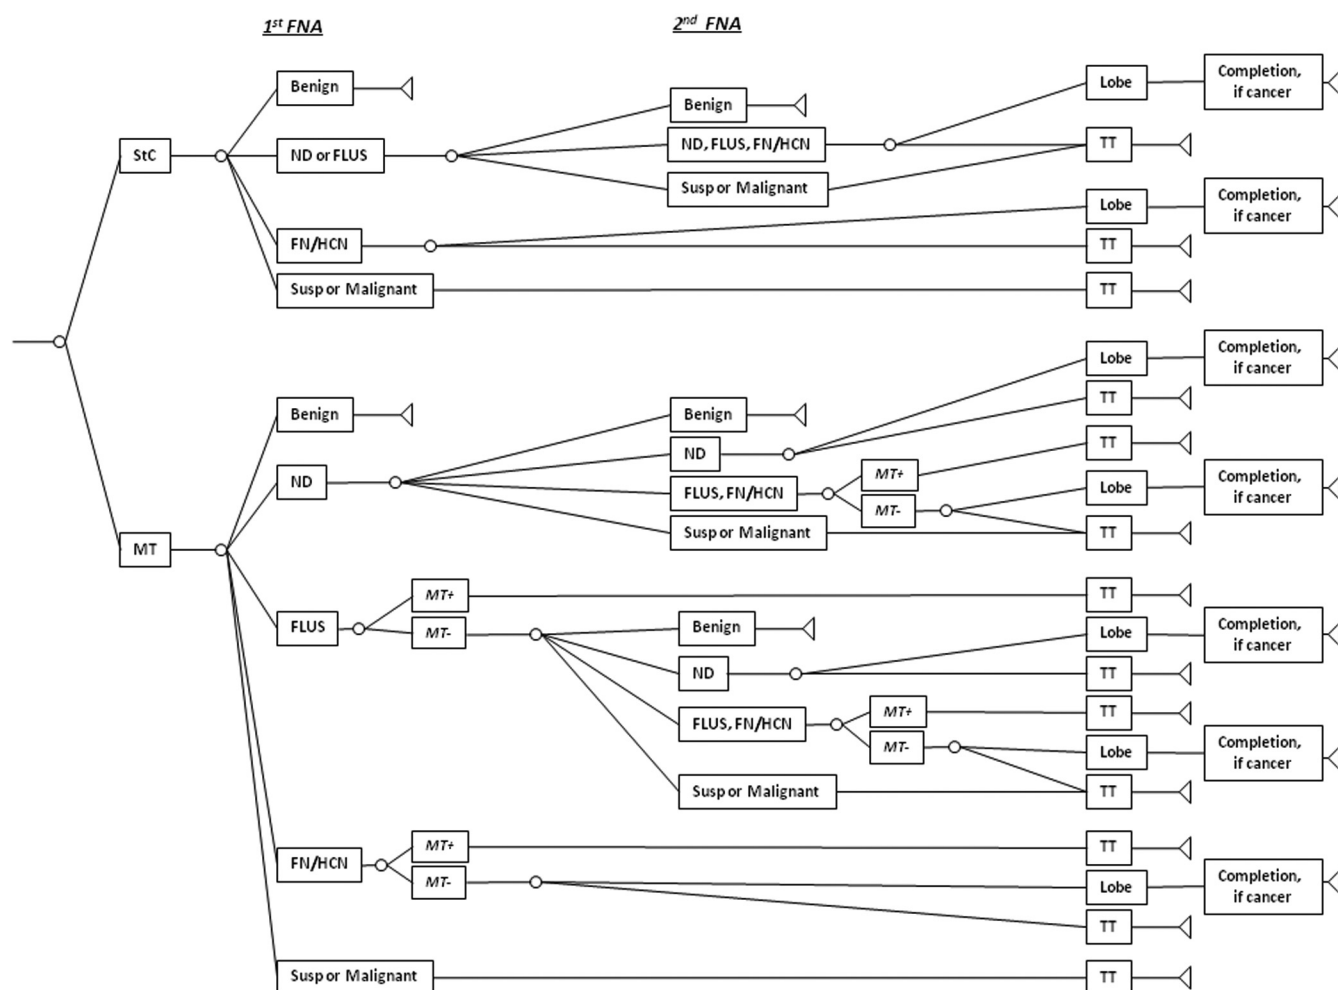 1st FNA
2nd FNA
Benign
Lobe
Completion,
if cancer
Benign
StC
ND or FLUS
ND, FLUS, FN/HCN
TT
Susp or Malignant
Lobe
Completion,
if cancer
FN/HCN
TT
Susp or Malignant
TT
Lobe
Completion,
if cancer
TT
Benign
Benign
TT
ND
ND
MT+
Lobe
Completion,
if cancer
FLUS, FN/HCN
MT-
MT
Susp or Malignant
TT
MT+
TT
FLUS
MT-
Benign
Lobe
Completion,
if cancer
ND
TT
FLUS, FN/HCN
MT+
TT
MT-
Lobe
Completion,
if cancer
Susp or Malignant
TT
MT+
TT
FN/HCN
MT-
Lobe
Completion,
if cancer
TT
Susp or Malignant
TT